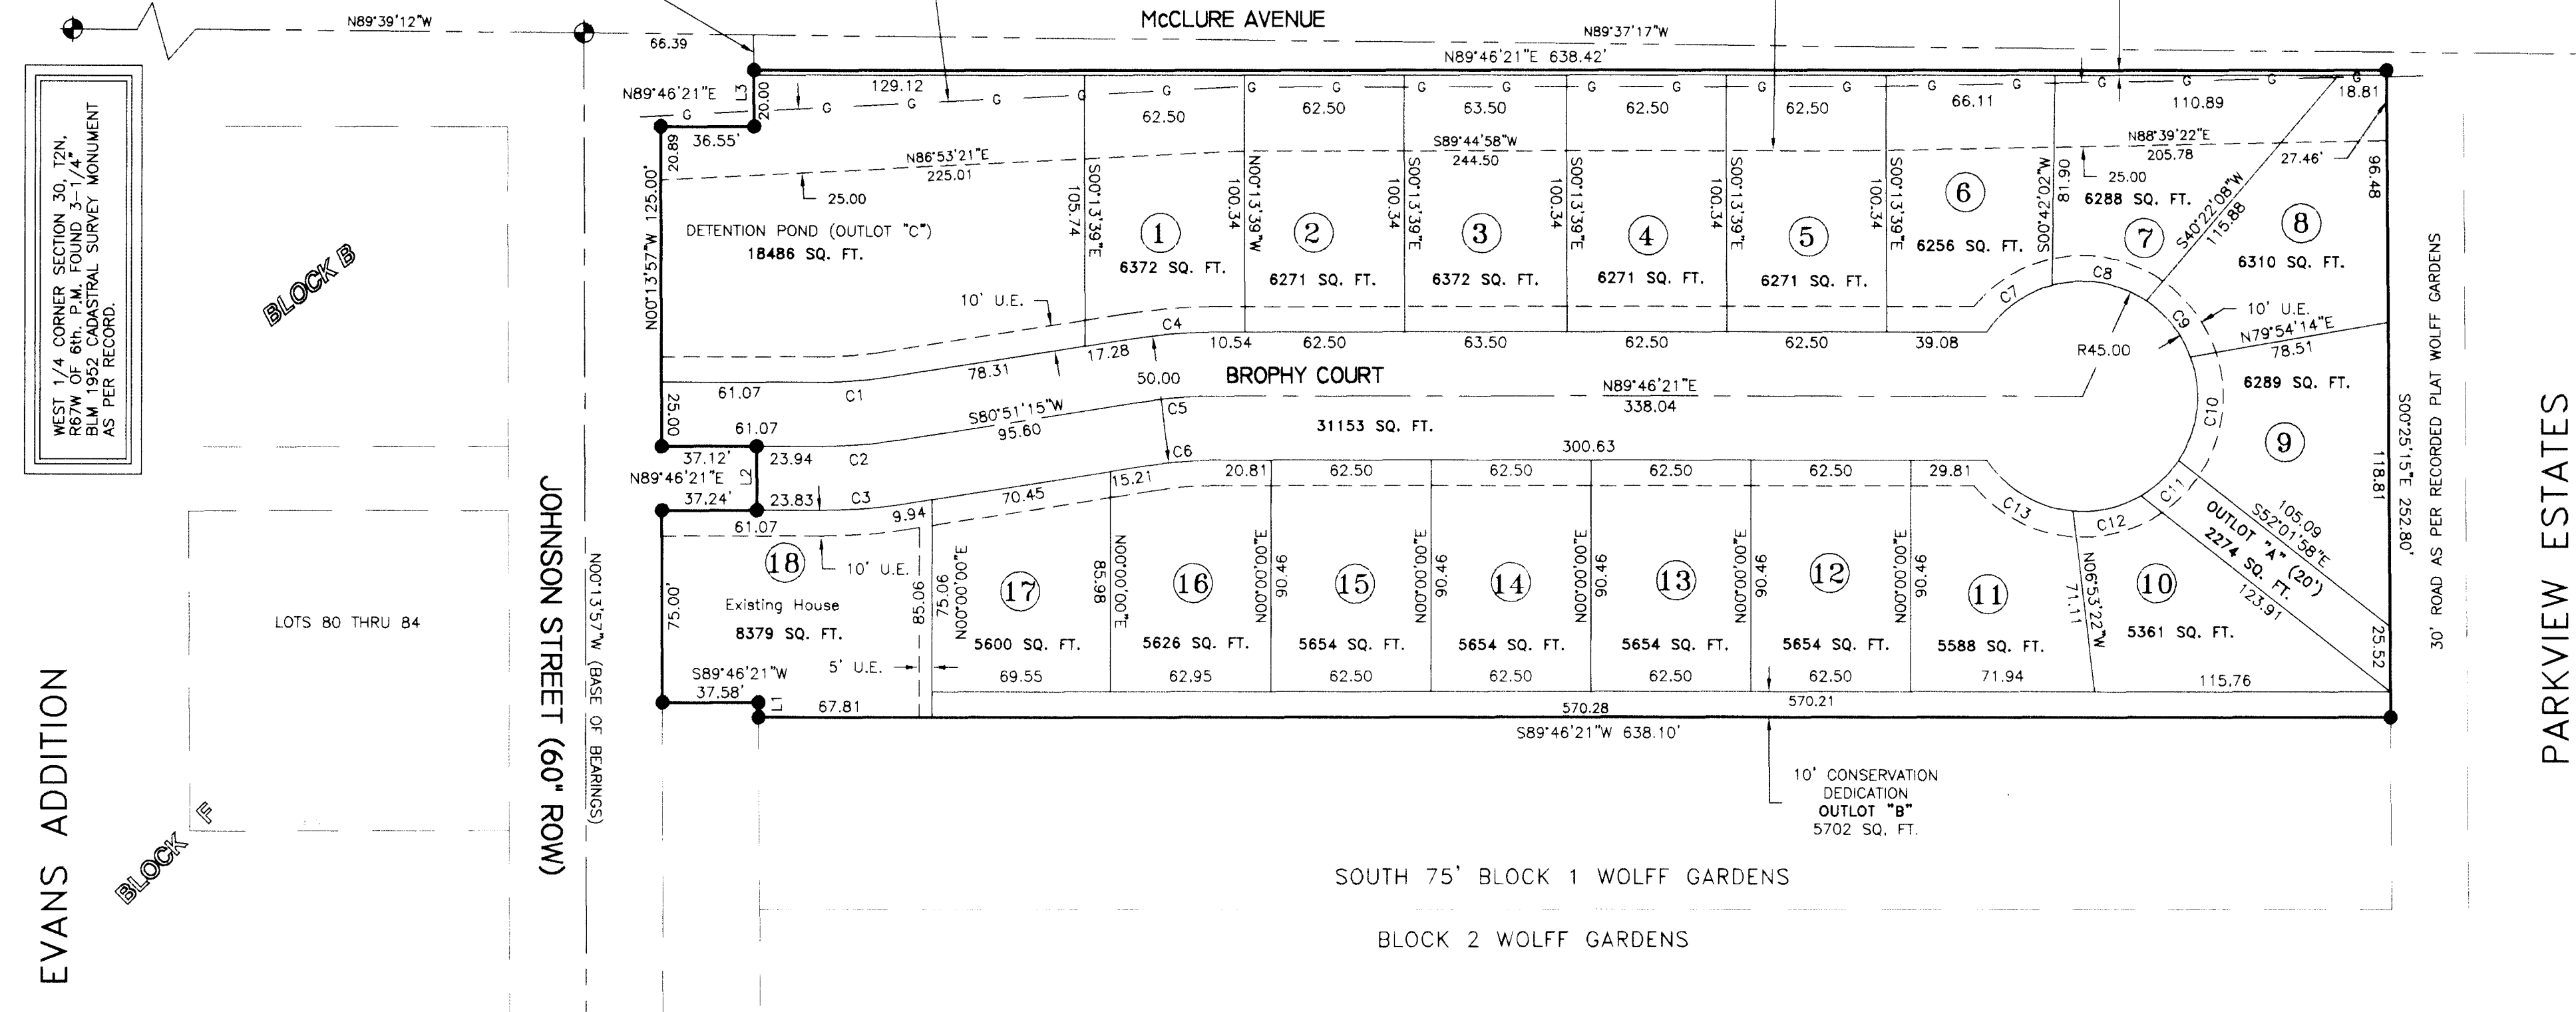 McCLURE AVENUE
N89°39'12"W
66.39
N89°37'17"W
N89°46'21"E 638.42'
WEST 1/4 CORNER SECTION 30, T2N,
R67W OF 6th. P.M. FOUND 3-1/4"
BLM 1952 CADASTRAL SURVEY MONUMENT
AS PER RECORD.
N89°46'21"E
L3
20.00
129.12
G G G G G G G G G G G G G G G G G
36.55'
20.89
62.50
62.50
63.50
62.50
62.50
66.11
110.89
18.81
N86°53'21"E
225.01
25.00
S89°44'58"W
244.50
N88°39'22"E
205.78
25.00
27.46'
N00°13'57"W 125.00'
DETENTION POND (OUTLOT "C")
18486 SQ. FT.
S00°13'39"E
105.74
1
6372 SQ. FT.
N00°13'39"W
100.34
2
6271 SQ. FT.
S00°13'39"E
100.34
3
6372 SQ. FT.
S00°13'39"E
100.34
4
6271 SQ. FT.
S00°13'39"E
100.34
5
6271 SQ. FT.
S00°13'39"E
100.34
6
6256 SQ. FT.
S00°42'02"W
81.90
6288 SQ. FT.
7
S40°22'08"W
115.88
8
6310 SQ. FT.
96.48
10' U.E.
C4
C7
C8
C9
10' U.E.
N79°54'14"E
78.51
R45.00
17.28
10.54
62.50
63.50
62.50
62.50
39.08
78.31
50.00
BROPHY COURT
61.07
C1
25.00
C5
N89°46'21"E
338.04
6289 SQ. FT.
C10
9
S80°51'15"W
95.60
31153 SQ. FT.
61.07
37.12'
23.94
C2
C6
300.63
N89°46'21"E
L2
37.24'
23.83
C3
15.21
20.81
62.50
62.50
62.50
62.50
29.81
70.45
9.94
61.07
C11
C12
C13
118.81
105.09
S52°01'58"E
OUTLOT "A" (20')
2274 SQ. FT.
123.91
S00°25'15"E 252.80'
30' ROAD AS PER RECORDED PLAT WOLFF GARDENS
PARKVIEW ESTATES
18
10' U.E.
Existing House
8379 SQ. FT.
75.00'
85.06
75.06
N00°00'00"E
5' U.E.
17
5600 SQ. FT.
69.55
85.98
N00°00'00"E
16
5626 SQ. FT.
62.95
N00°00'00"E
90.46
15
5654 SQ. FT.
62.50
N00°00'00"E
90.46
14
5654 SQ. FT.
62.50
N00°00'00"E
90.46
13
5654 SQ. FT.
62.50
N00°00'00"E
90.46
12
5654 SQ. FT.
62.50
N00°00'00"E
90.46
11
5588 SQ. FT.
71.94
N06°53'22"W
71.11
10
5361 SQ. FT.
115.76
25.52
S89°46'21"W
37.58'
L1
67.81
570.28
570.21
S89°46'21"W 638.10'
10' CONSERVATION
DEDICATION
OUTLOT "B"
5702 SQ. FT.
SOUTH 75' BLOCK 1 WOLFF GARDENS
BLOCK 2 WOLFF GARDENS
BLOCK B
LOTS 80 THRU 84
BLOCK F
EVANS ADDITION
JOHNSON STREET (60" ROW)
N00°13'57"W (BASE OF BEARINGS)